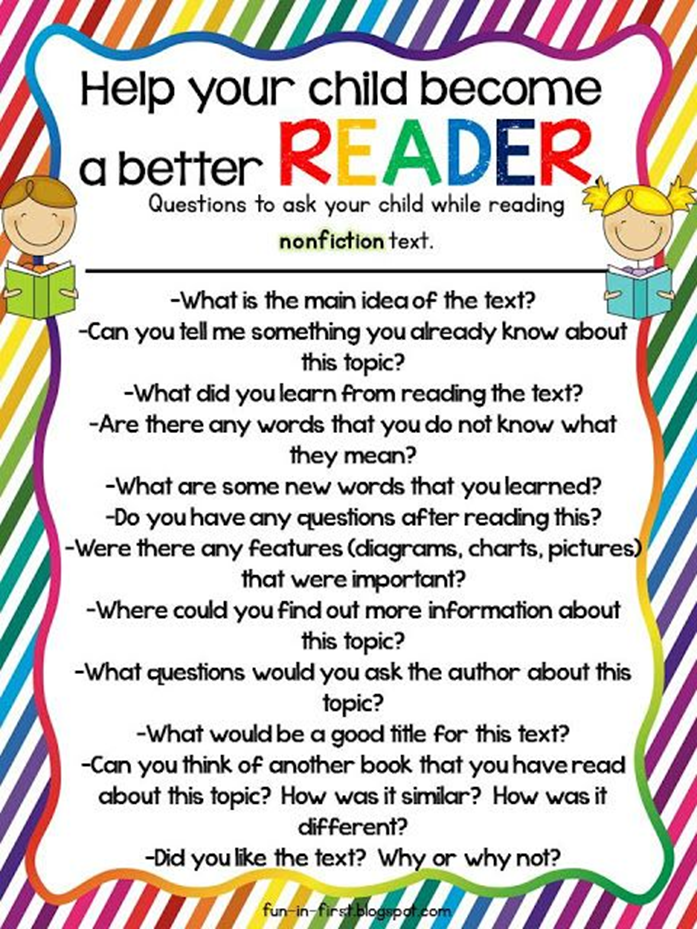 Help your child become
a better READER
Questions to ask your child while reading
nonfiction text.
-What is the main idea of the text?
-Can you tell me something you already know about
this topic?
-What did you learn from reading the text?
-Are there any words that you do not know what
they mean?
-What are some new words that you learned?
-Do you have any questions after reading this?
-Were there any features (diagrams, charts, pictures)
that were important?
-Where could you find out more information about
this topic?
-What questions would you ask the author about this
topic?
-What would be a good title for this text?
-Can you think of another book that you have read
about this topic? How was it similar? How was it
different?
-Did you like the text? Why or why not?
fun-in-first.blogspot.com